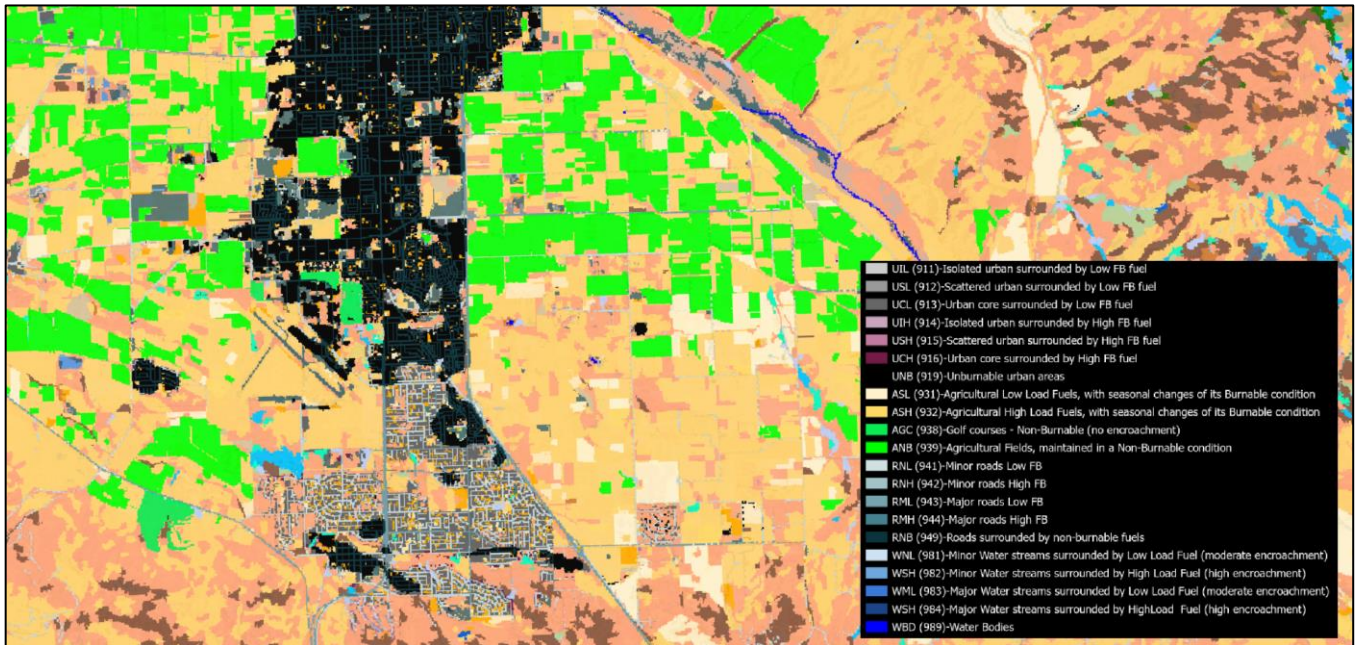 UIL (911)-Isolated urban surrounded by Low FB fuel
USL (912)-Scattered urban surrounded by Low FB fuel
UCL (913)-Urban core surrounded by Low FB fuel
UIH (914)-Isolated urban surrounded by High FB fuel
USH (915)-Scattered urban surrounded by High FB fuel
UCH (916)-Urban core surrounded by High FB fuel
UNB (919)-Unburnable urban areas
ASL (931)-Agricultural Low Load Fuels, with seasonal changes of its Burnable condition
ASH (932)-Agricultural High Load Fuels, with seasonal changes of its Burnable condition
AGC (938)-Golf courses - Non-Burnable (no encroachment)
ANB (939)-Agricultural Fields, maintained in a Non-Burnable condition
RNL (941)-Minor roads Low FB
RNH (942)-Minor roads High FB
RML (943)-Major roads Low FB
RMH (944)-Major roads High FB
RNB (949)-Roads surrounded by non-burnable fuels
WNL (981)-Minor Water streams surrounded by Low Load Fuel (moderate encroachment)
WSH (982)-Minor Water streams surrounded by High Load Fuel (high encroachment)
WML (983)-Major Water streams surrounded by Low Load Fuel (moderate encroachment)
WSH (984)-Major Water streams surrounded by HighLoad Fuel (high encroachment)
WBD (989)-Water Bodies